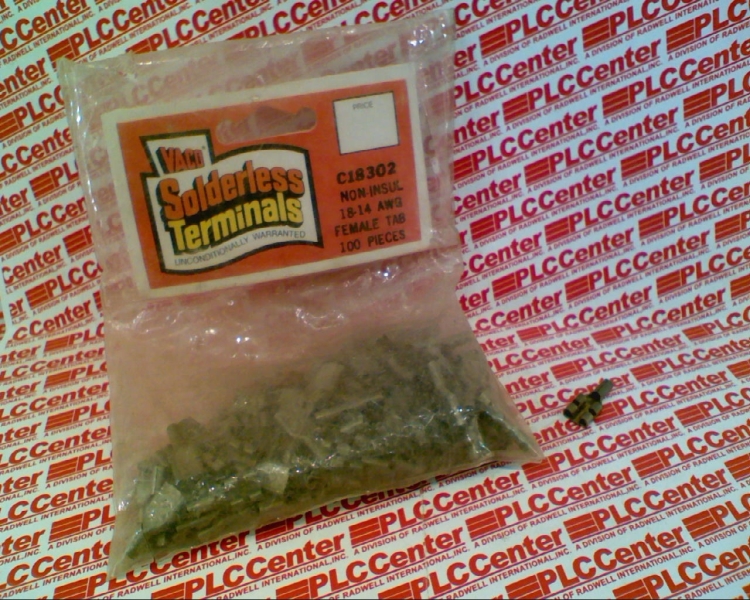 VACO
Solderless
Terminals
UNCONDITIONALLY WARRANTED
PRICE
C18302
NON-INSUL
18-14 AWG
FEMALE TAB
100 PIECES
PLCCenter
A DIVISION OF RADWELL INTERNATIONAL, INC.